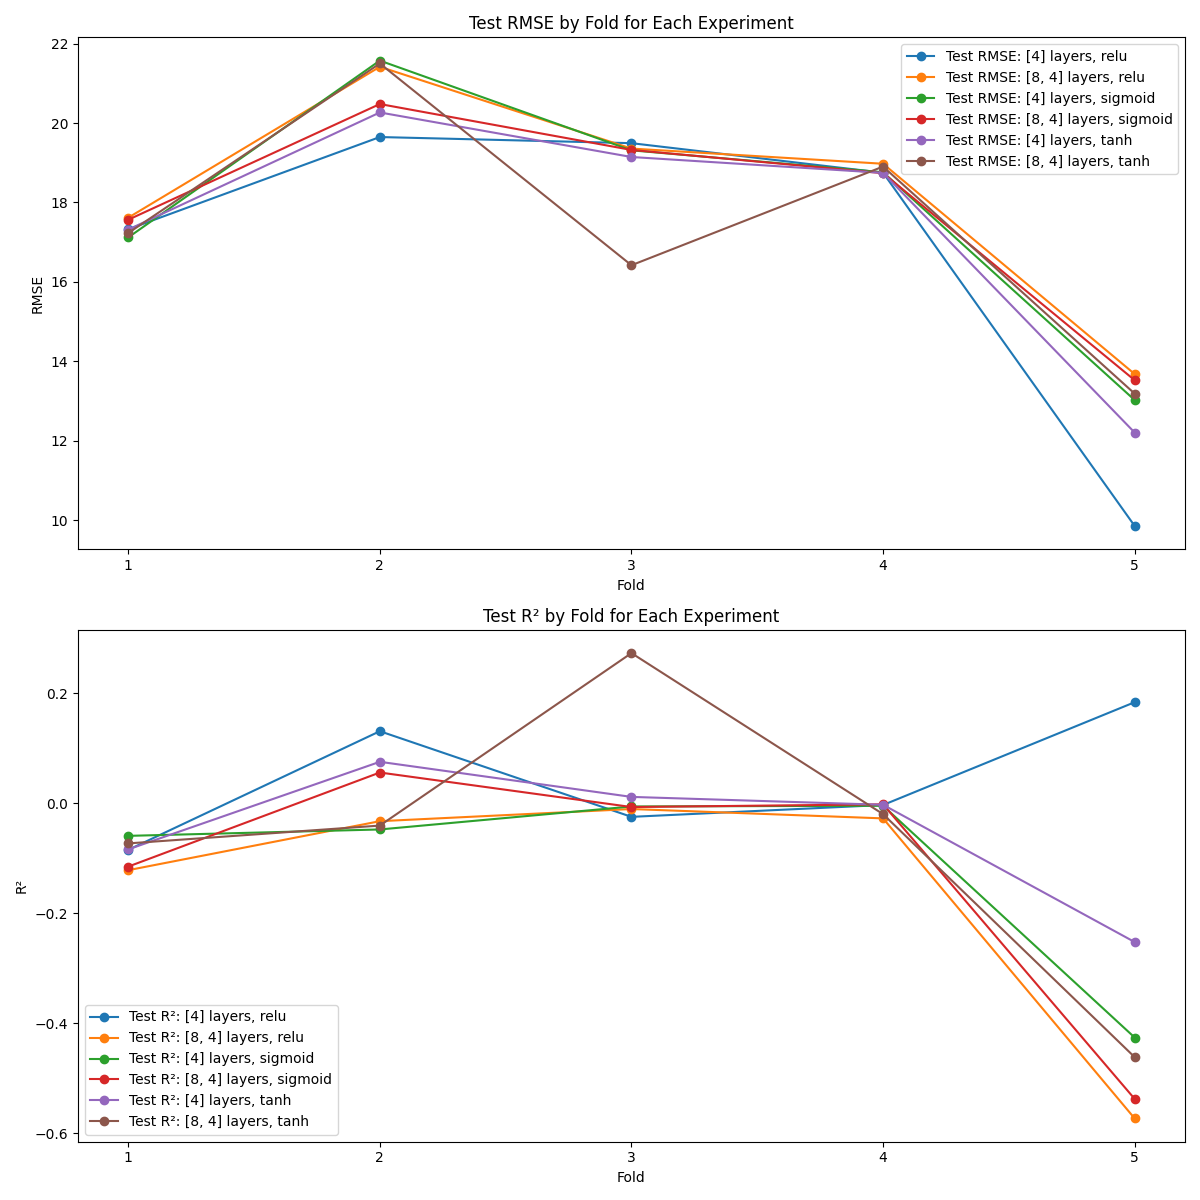 Test RMSE by Fold for Each Experiment
22
20
18
16
14
12
10
RMSE
Test RMSE: [4] layers, relu
Test RMSE: [8, 4] layers, relu
Test RMSE: [4] layers, sigmoid
Test RMSE: [8, 4] layers, sigmoid
Test RMSE: [4] layers, tanh
Test RMSE: [8, 4] layers, tanh
1 2 3 4 5
Fold
Test R² by Fold for Each Experiment
0.2
0.0
−0.2
−0.4
−0.6
R²
Test R²: [4] layers, relu
Test R²: [8, 4] layers, relu
Test R²: [4] layers, sigmoid
Test R²: [8, 4] layers, sigmoid
Test R²: [4] layers, tanh
Test R²: [8, 4] layers, tanh
1 2 3 4 5
Fold